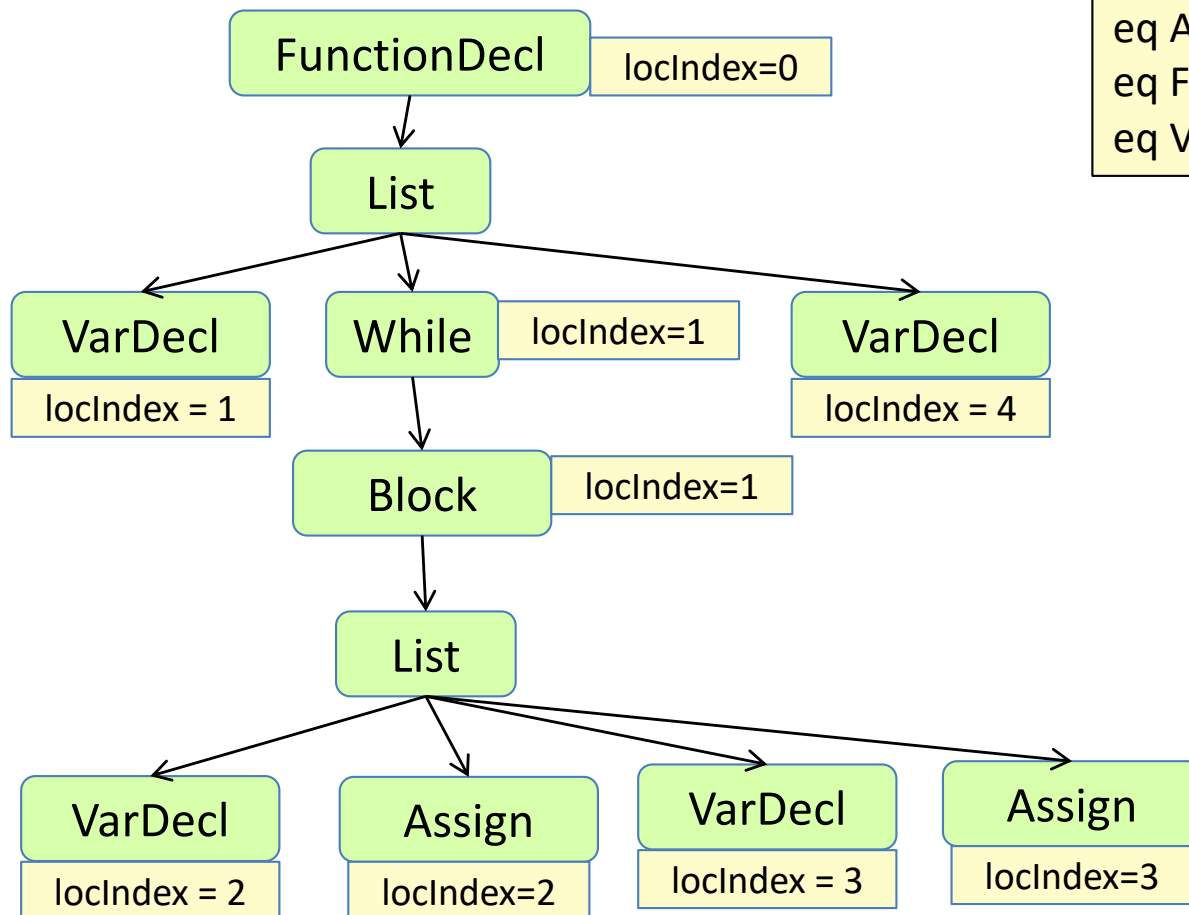 eq A
eq F
eq V
FunctionDecl
locIndex=0
List
VarDecl
locIndex = 1
While
locIndex=1
VarDecl
locIndex = 4
Block
locIndex=1
List
VarDecl
locIndex = 2
Assign
locIndex=2
VarDecl
locIndex = 3
Assign
locIndex=3